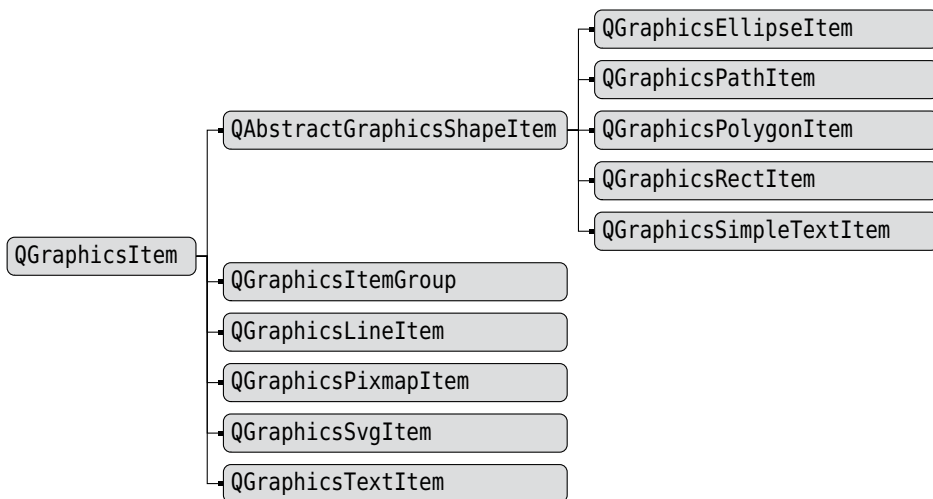 QGraphicsEllipseItem
QGraphicsPathItem
QAbstractGraphicsShapeItem
QGraphicsPolygonItem
QGraphicsRectItem
QGraphicsSimpleTextItem
QGraphicsItem
QGraphicsItemGroup
QGraphicsLineItem
QGraphicsPixmapItem
QGraphicsSvgItem
QGraphicsTextItem